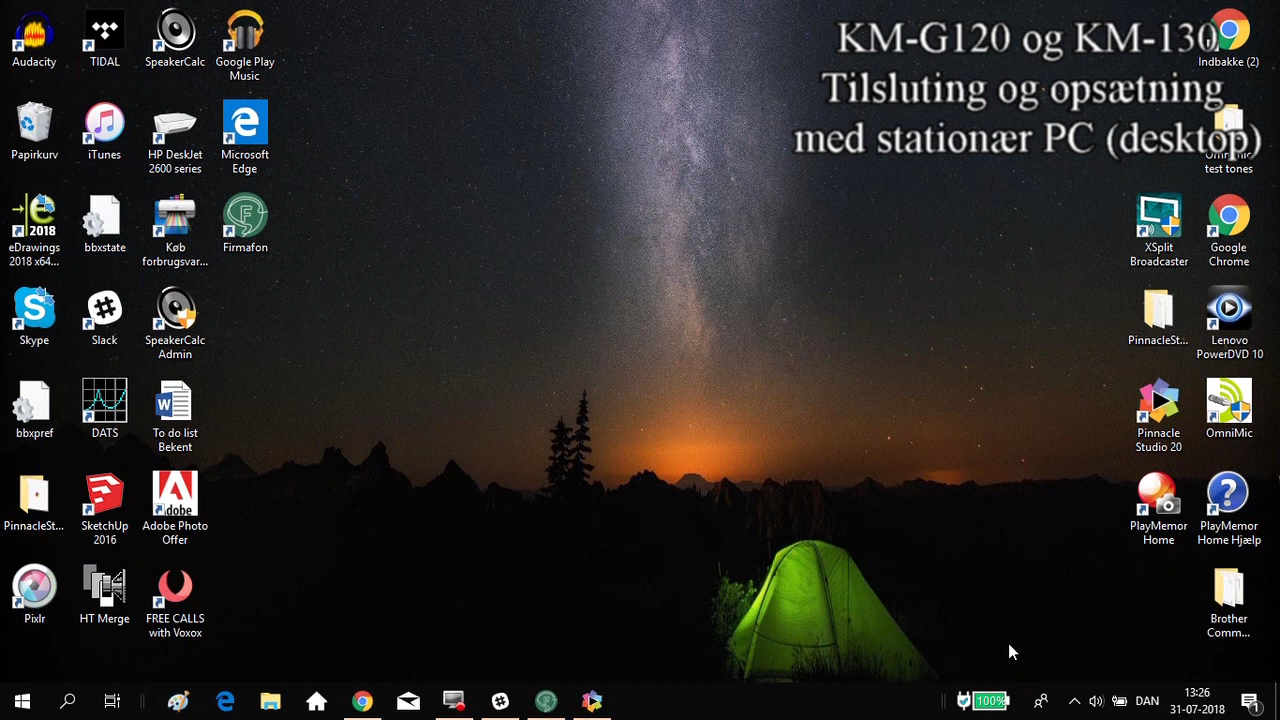 KM-G120 og KM-130
Tilsluting og opsætning
med stationær PC (desktop)
Audacity
TIDAL
SpeakerCalc
Google Play
Music
Indbakke (2)
Papirkurv
iTunes
HP DeskJet
2600 series
Microsoft
Edge
test tones
eDrawings
2018 x64...
bbxstate
Køb
forbrugsvar...
Firmafon
XSplit
Broadcaster
Google
Chrome
Skype
Slack
SpeakerCalc
Admin
PinnacleSt...
Lenovo
PowerDVD 10
bbxpref
DATS
To do list
Bekent
Pinnacle
Studio 20
OmniMic
PinnacleSt...
SketchUp
2016
Adobe Photo
Offer
PlayMemor
Home
PlayMemor
Home Hjælp
Pixlr
HT Merge
FREE CALLS
with Voxox
Brother
Comm...
100%
DAN
13:26
31-07-2018
1